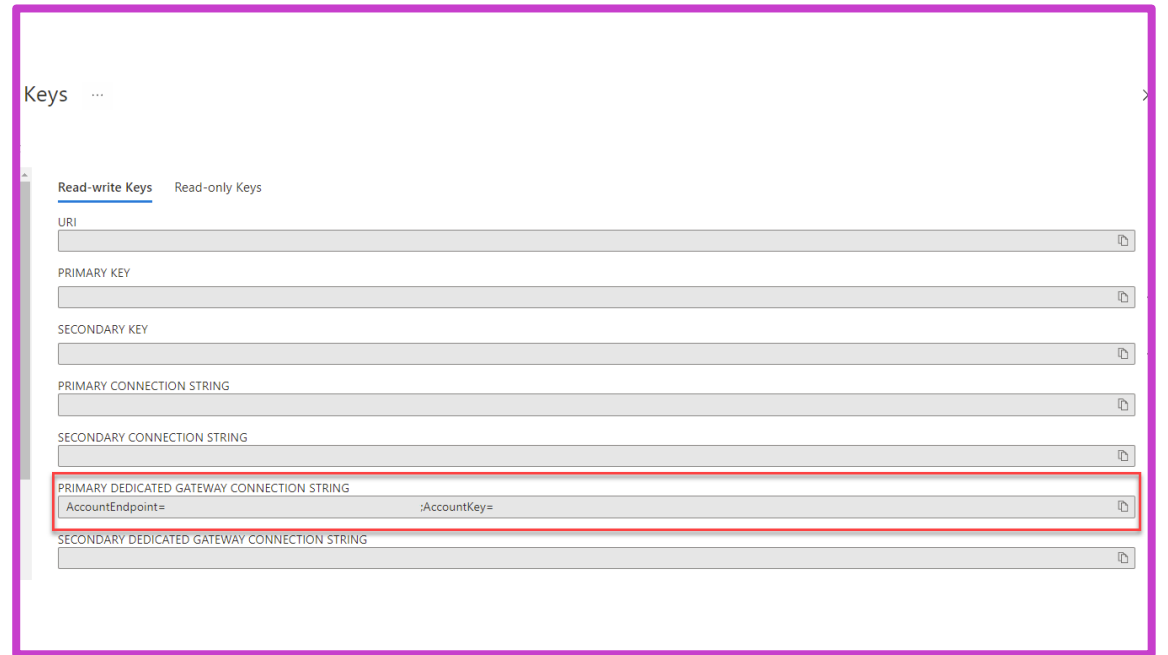 Keys ...
Read-write Keys Read-only Keys
URI
PRIMARY KEY
SECONDARY KEY
PRIMARY CONNECTION STRING
SECONDARY CONNECTION STRING
PRIMARY DEDICATED GATEWAY CONNECTION STRING
AccountEndpoint= ;AccountKey=
SECONDARY DEDICATED GATEWAY CONNECTION STRING